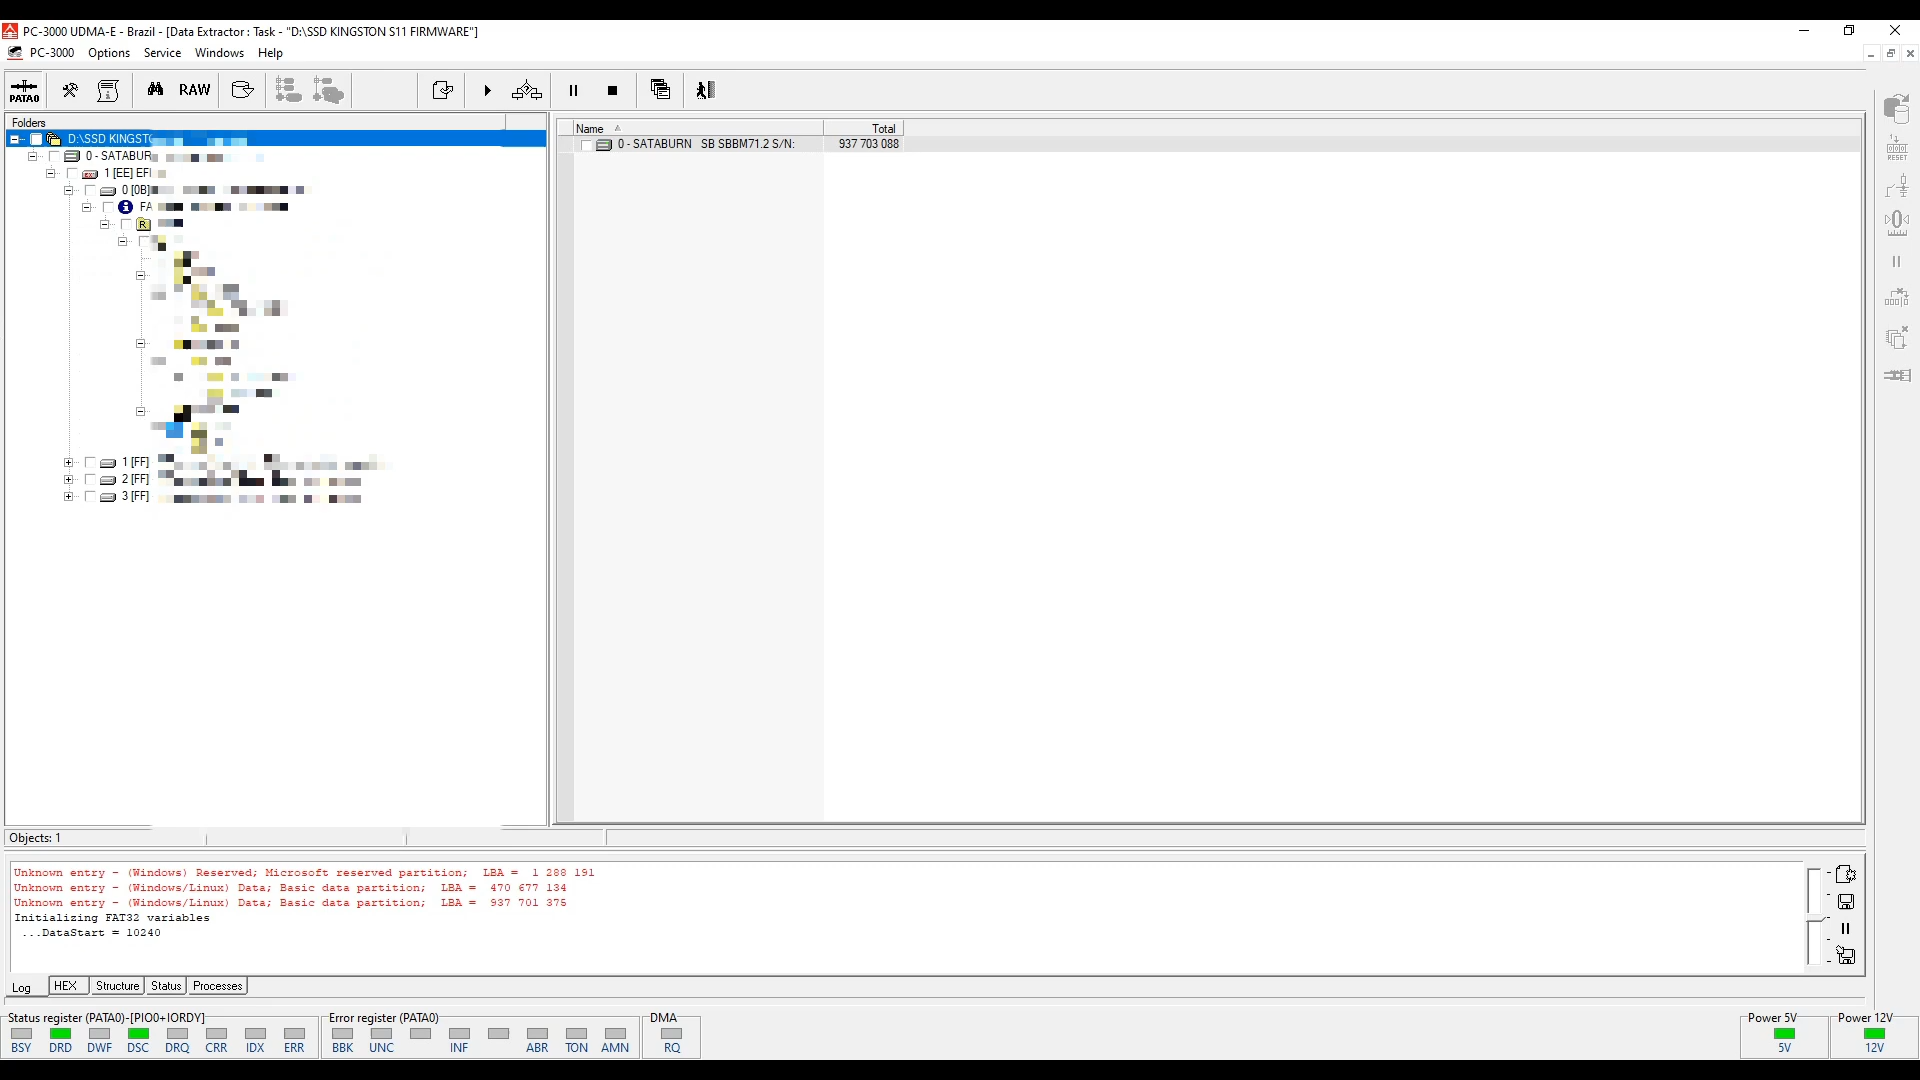 PC-3000 UDMA-E - Brazil - [Data Extractor : Task - "D:\SSD KINGSTON S11 FIRMWARE"]
PC-3000 Options Service Windows Help
PATA0 RAW
Folders
D:\SSD KINGST
0 - SATABUR
1 [EE] EFI
0 [0B]
FA
R
1 [FF]
2 [FF]
3 [FF]
Name Total
0 - SATABURN SB SBBM71.2 S/N: 937 703 088
RESET
Objects: 1
Unknown entry - (Windows) Reserved; Microsoft reserved partition; LBA = 1 288 191
Unknown entry - (Windows/Linux) Data; Basic data partition; LBA = 470 677 134
Unknown entry - (Windows/Linux) Data; Basic data partition; LBA = 937 701 375
Initializing FAT32 variables
...DataStart = 10240
Log HEX Structure Status Processes
Status register (PATA0)-[PIO0+IORDY] Error register (PATA0) DMA Power 5V Power 12V
BSY DRD DWF DSC DRQ CRR IDX ERR BBK UNC INF ABR TON AMN RQ 5V 12V